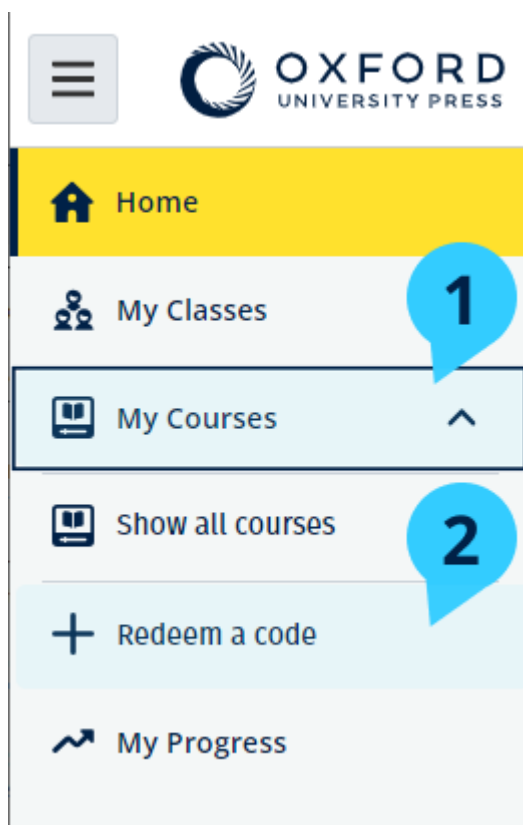 OXFORD
UNIVERSITY PRESS
Home
My Classes
1
My Courses
Show all courses
2
Redeem a code
My Progress